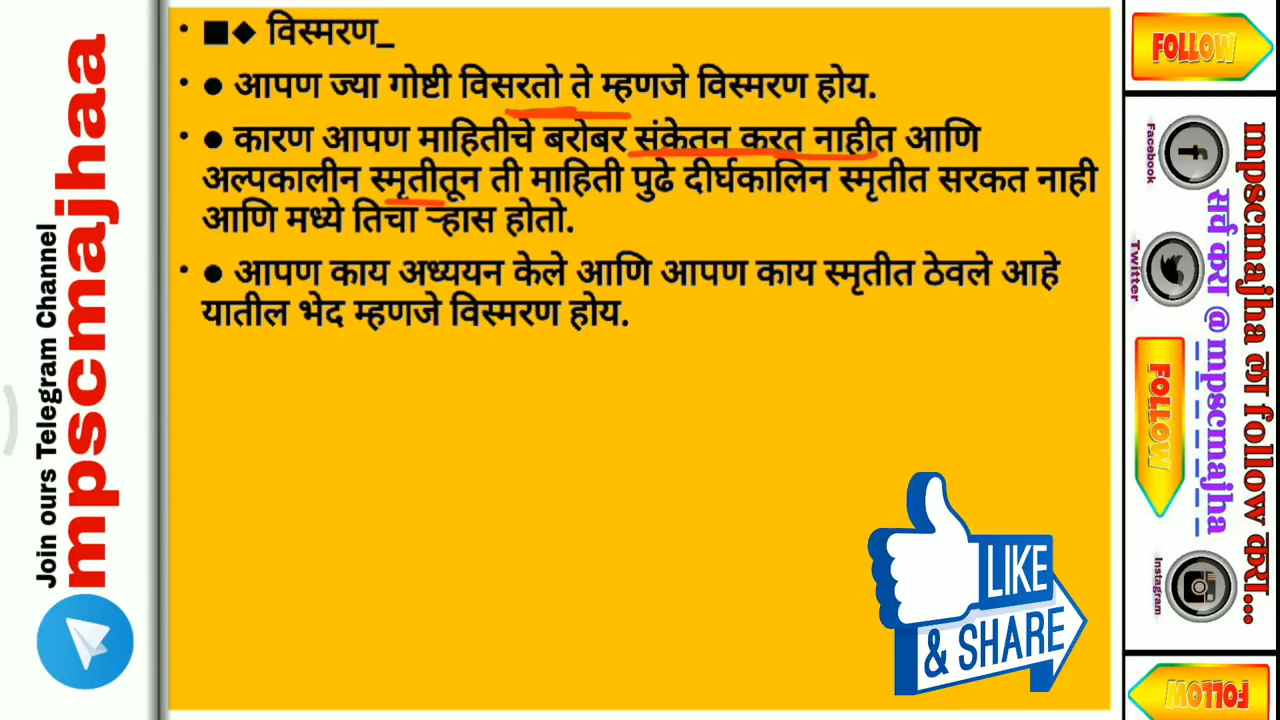 Join ours Telegram Channel
mpscmajhaa
• ■◆ विस्मरण_
• ● आपण ज्या गोष्टी विसरतो ते म्हणजे विस्मरण होय.
• ● कारण आपण माहितीचे बरोबर संकेतन करत नाहीत आणि
अल्पकालीन स्मृतीतून ती माहिती पुढे दीर्घकालिन स्मृतीत सरकत नाही
आणि मध्ये तिचा ऱ्हास होतो.
• ● आपण काय अध्ययन केले आणि आपण काय स्मृतीत ठेवले आहे
यातील भेद म्हणजे विस्मरण होय.
LIKE
& SHARE
FOLLOW
mpscmajha ला follow करा...
सर्च करा @ mpscmajha
Facebook
Twitter
Instagram
FOLLOW
FOLLOW